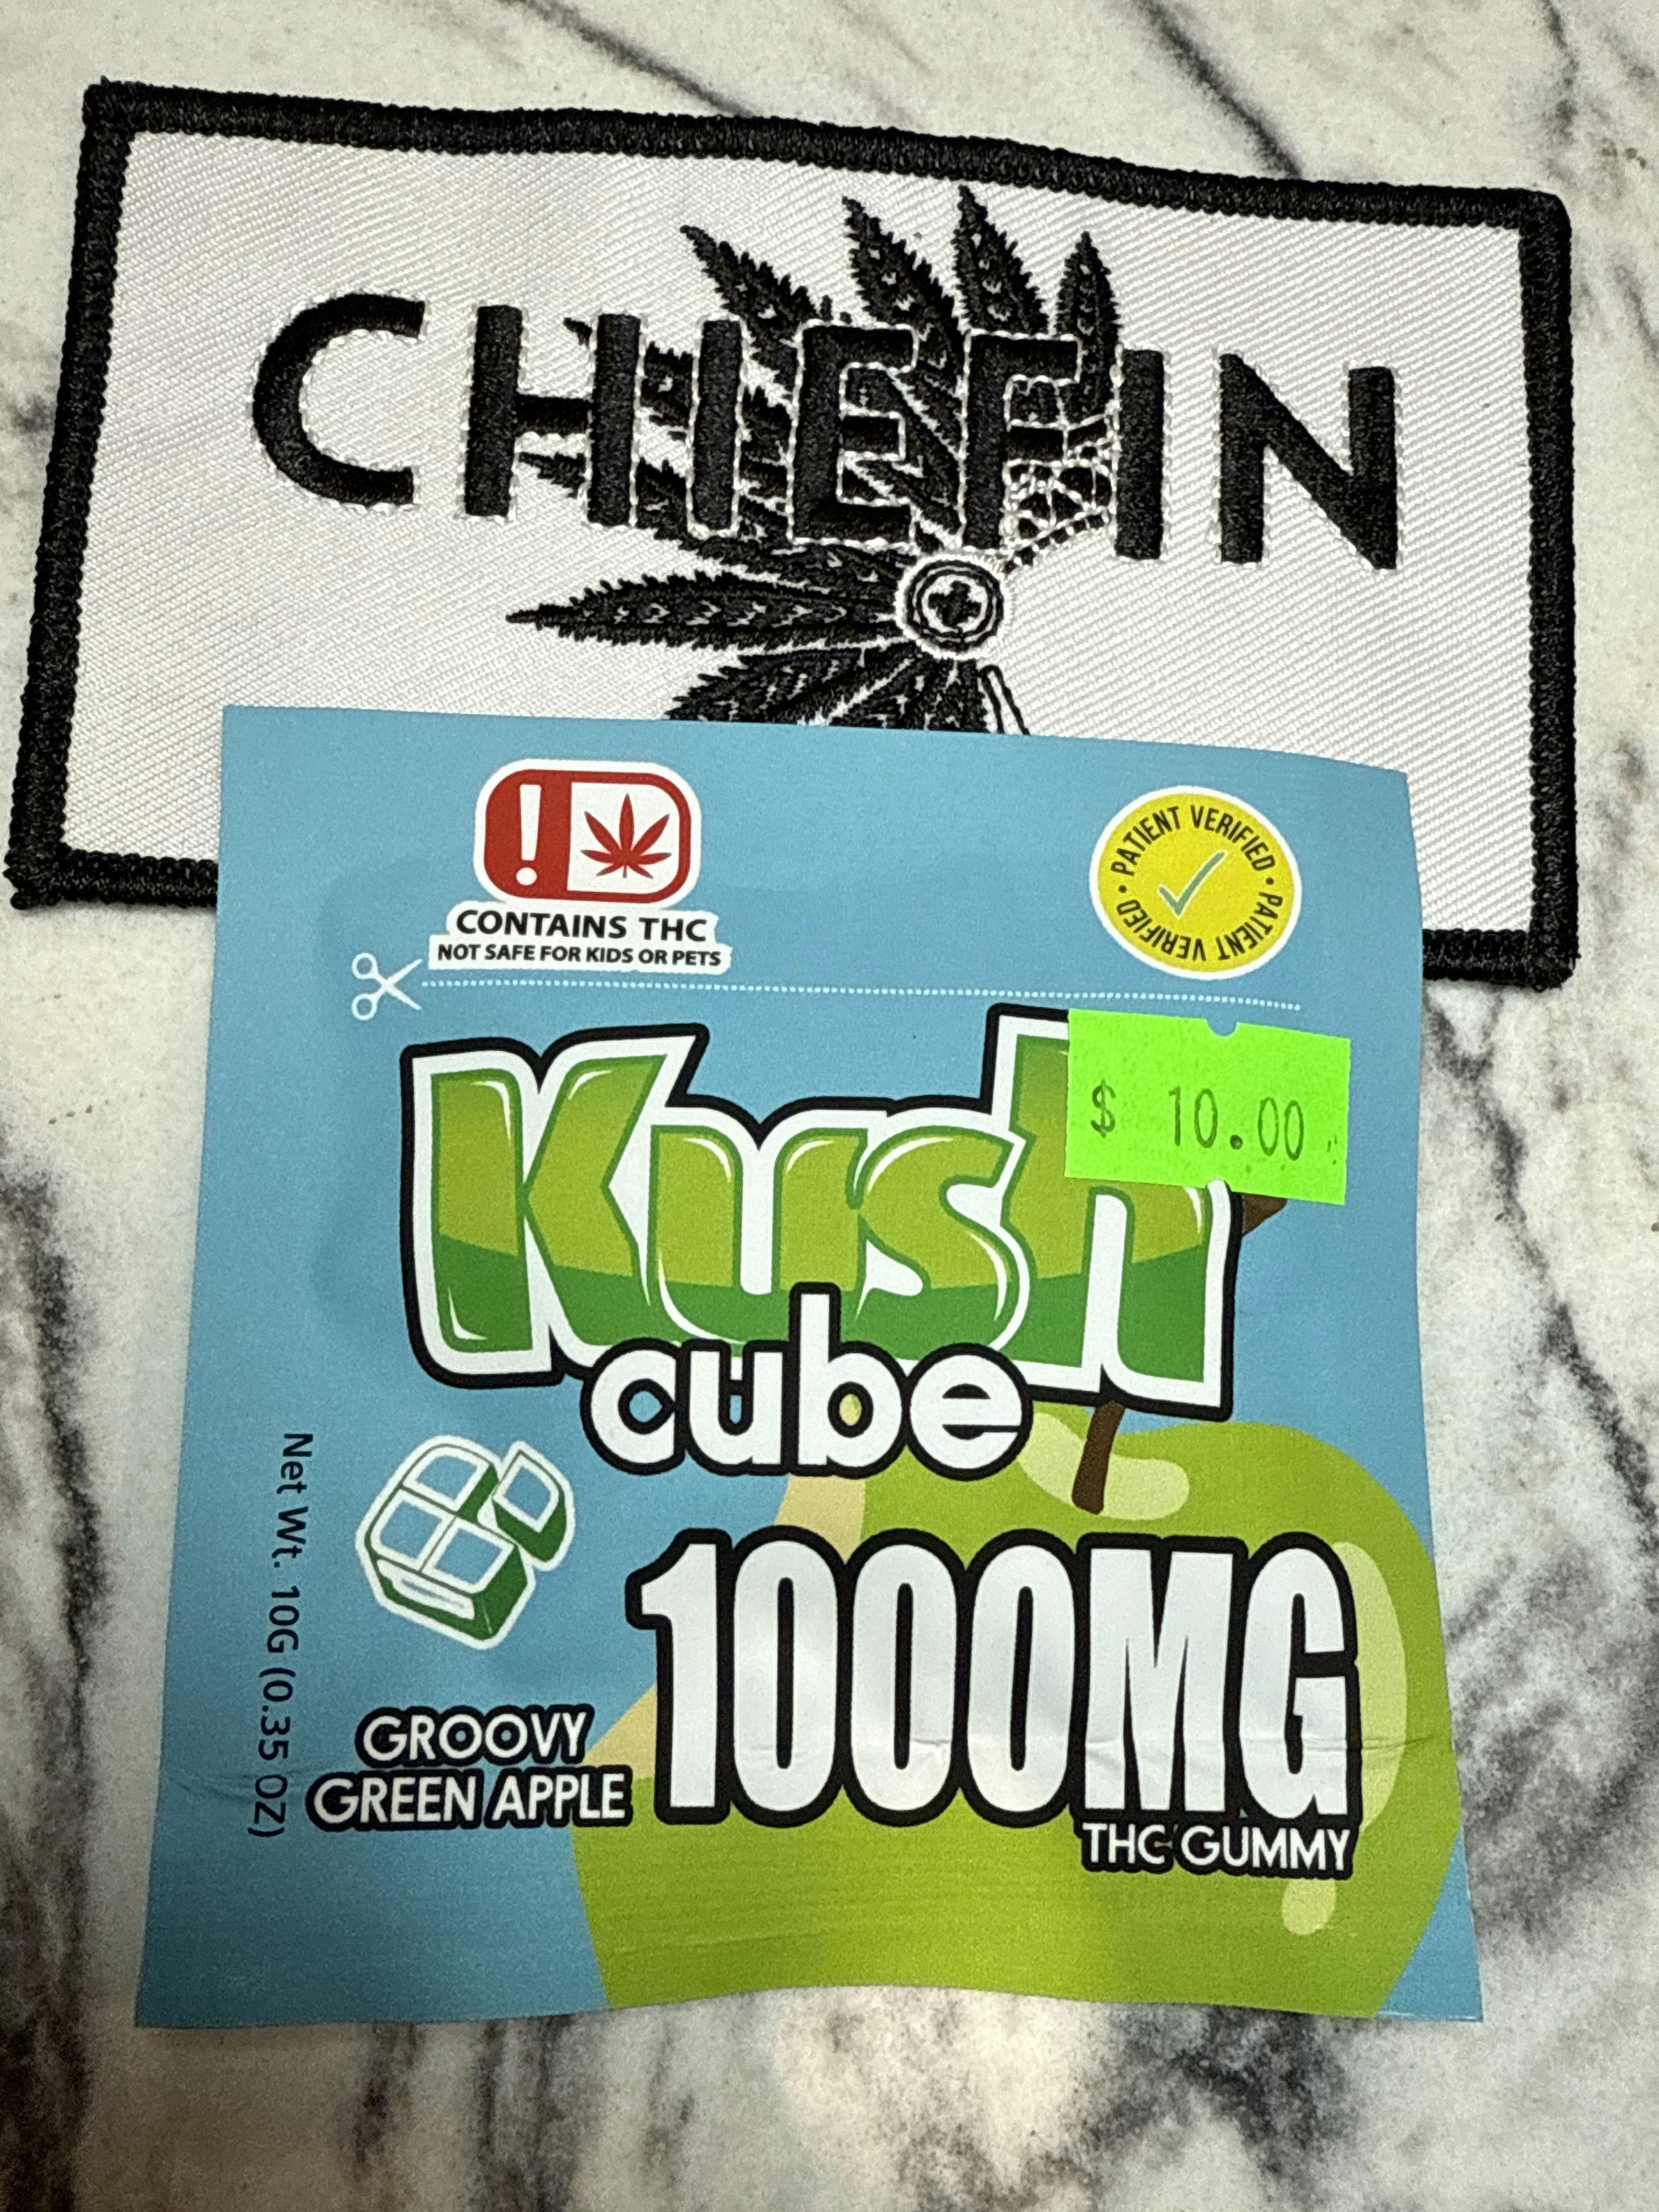 CHIEFIN
!
CONTAINS THC
NOT SAFE FOR KIDS OR PETS
PATIENT VERIFIED • PATIENT VERIFIED •
Kush
$ 10.00
cube
1000MG
THC GUMMY
GROOVY
GREEN APPLE
Net Wt. 10G (0.35 OZ)